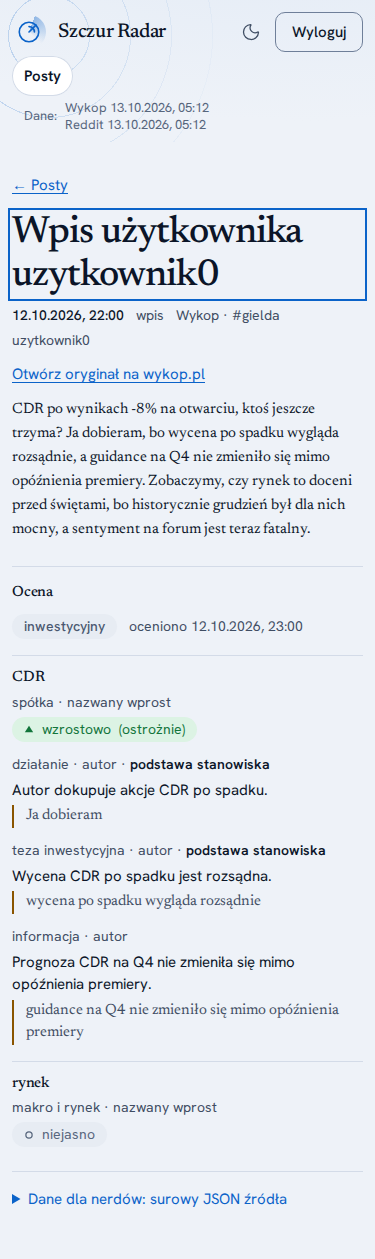 Szczur Radar
Wyloguj
Posty
Dane:
Wykop 13.10.2026, 05:12
Reddit 13.10.2026, 05:12
← Posty
Wpis użytkownika
uzytkownik0
12.10.2026, 22:00 wpis Wykop · #gielda
uzytkownik0
Otwórz oryginał na wykop.pl
CDR po wynikach -8% na otwarciu, ktoś jeszcze
trzyma? Ja dobieram, bo wycena po spadku wygląda
rozsądnie, a guidance na Q4 nie zmieniło się mimo
opóźnienia premiery. Zobaczymy, czy rynek to doceni
przed świętami, bo historycznie grudzień był dla nich
mocny, a sentyment na forum jest teraz fatalny.
Ocena
inwestycyjny oceniono 12.10.2026, 23:00
CDR
spółka · nazwany wprost
▲ wzrostowo (ostrożnie)
działanie · autor · podstawa stanowiska
Autor dokupuje akcje CDR po spadku.
Ja dobieram
teza inwestycyjna · autor · podstawa stanowiska
Wycena CDR po spadku jest rozsądna.
wycena po spadku wygląda rozsądnie
informacja · autor
Prognoza CDR na Q4 nie zmieniła się mimo
opóźnienia premiery.
guidance na Q4 nie zmieniło się mimo opóźnienia
premiery
rynek
makro i rynek · nazwany wprost
○ niejasno
▶ Dane dla nerdów: surowy JSON źródła